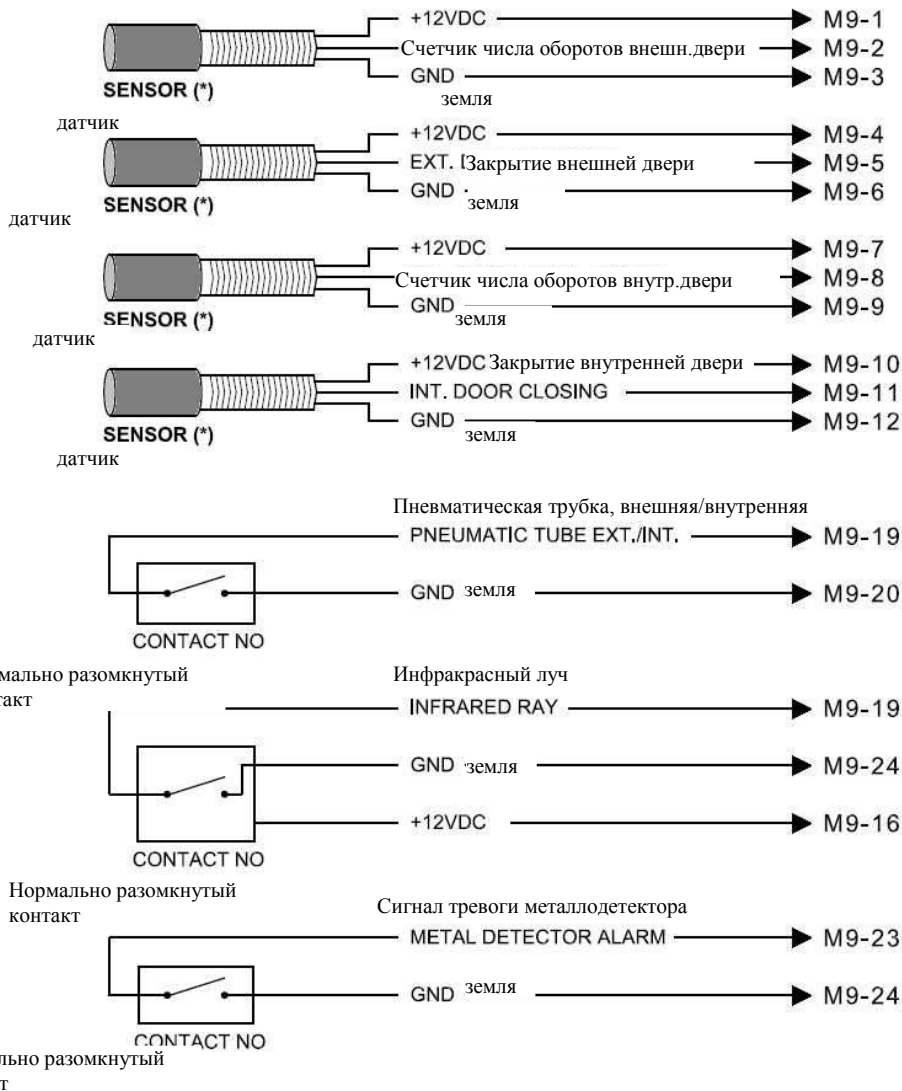 +12VDC M9-1
Счетчик числа оборотов внешн.двери M9-2
GND M9-3
SENSOR (*)
земля
датчик
+12VDC M9-4
EXT. Закрытие внешней двери M9-5
GND M9-6
SENSOR (*)
земля
датчик
+12VDC M9-7
Счетчик числа оборотов внутр.двери M9-8
GND M9-9
SENSOR (*)
земля
датчик
+12VDC Закрытие внутренней двери M9-10
INT. DOOR CLOSING M9-11
GND M9-12
SENSOR (*)
земля
датчик
Пневматическая трубка, внешняя/внутренняя
PNEUMATIC TUBE EXT./INT. M9-19
GND земля M9-20
CONTACT NO
мально разомкнутый
такт
Инфракрасный луч
INFRARED RAY M9-19
GND земля M9-24
+12VDC M9-16
CONTACT NO
Нормально разомкнутый
контакт
Сигнал тревоги металлодетектора
METAL DETECTOR ALARM M9-23
GND земля M9-24
CONTACT NO
льно разомкнутый
т